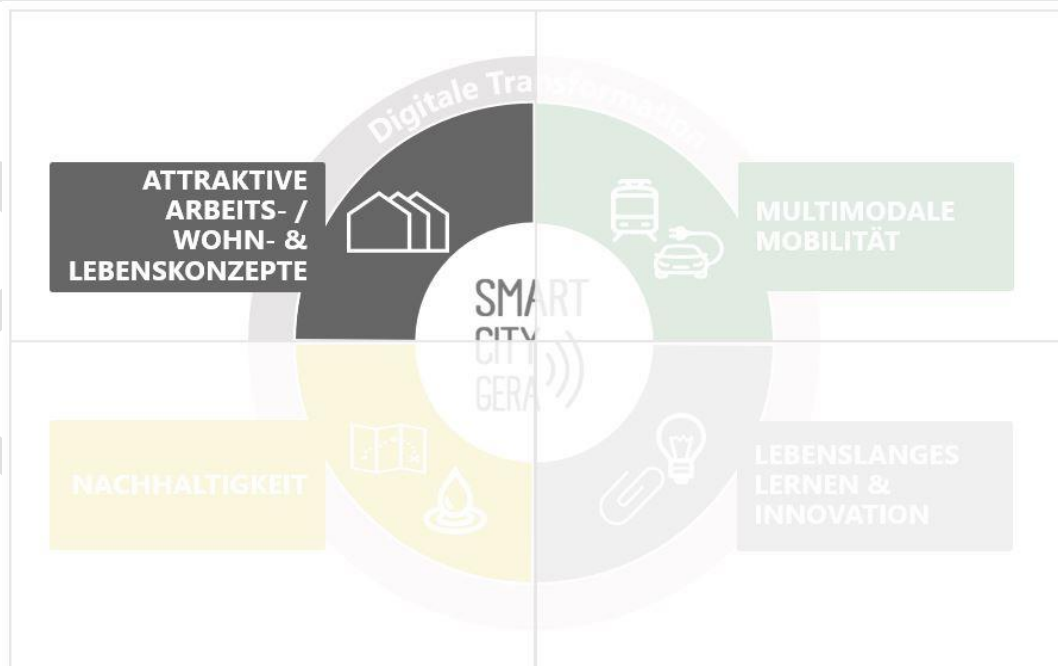 Digitale Transformation
ATTRAKTIVE
ARBEITS- /
WOHN- &
LEBENSKONZEPTE
MULTIMODALE
MOBILITÄT
SMART
CITY
GERA
NACHHALTIGKEIT
LEBENSLANGES
LERNEN &
INNOVATION